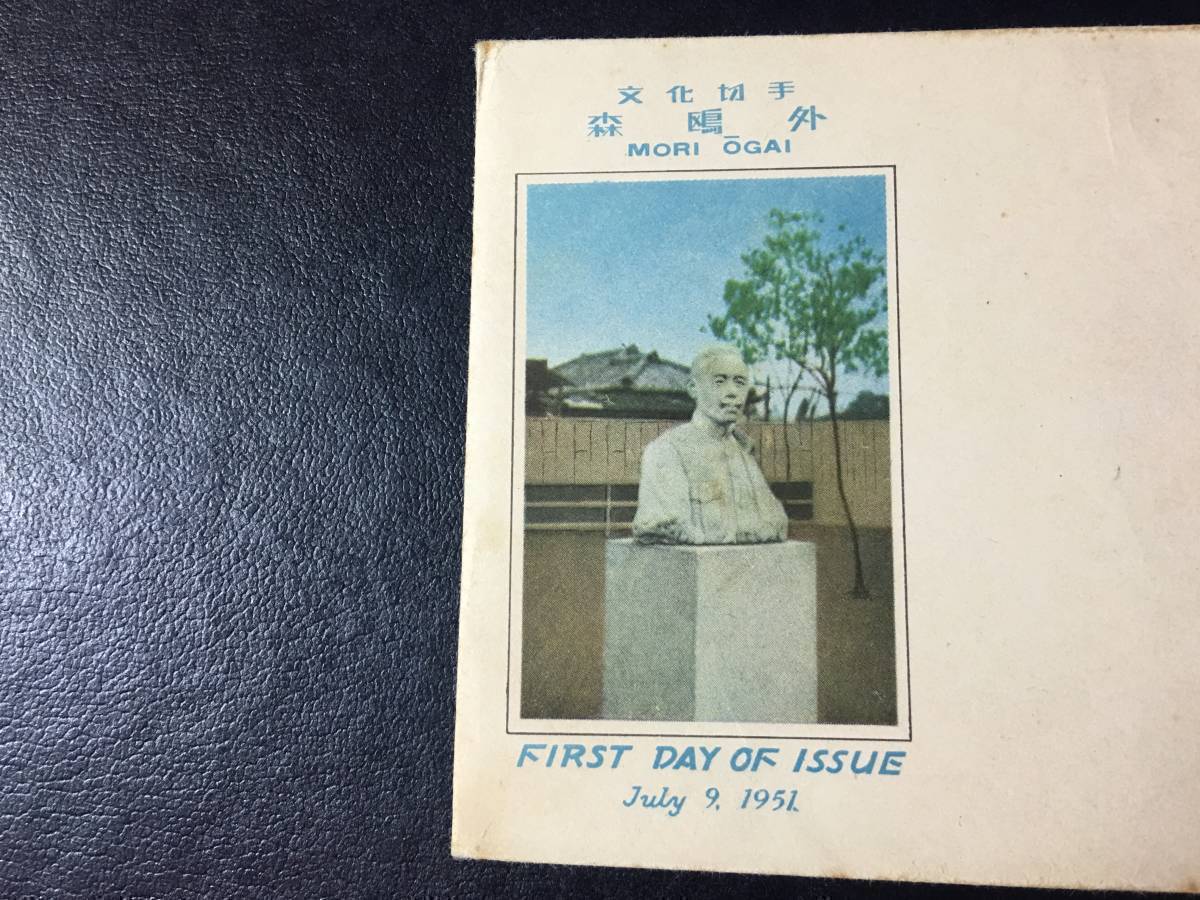 文化切手
森鷗外
MORI ŌGAI
FIRST DAY OF ISSUE
July 9, 1951.